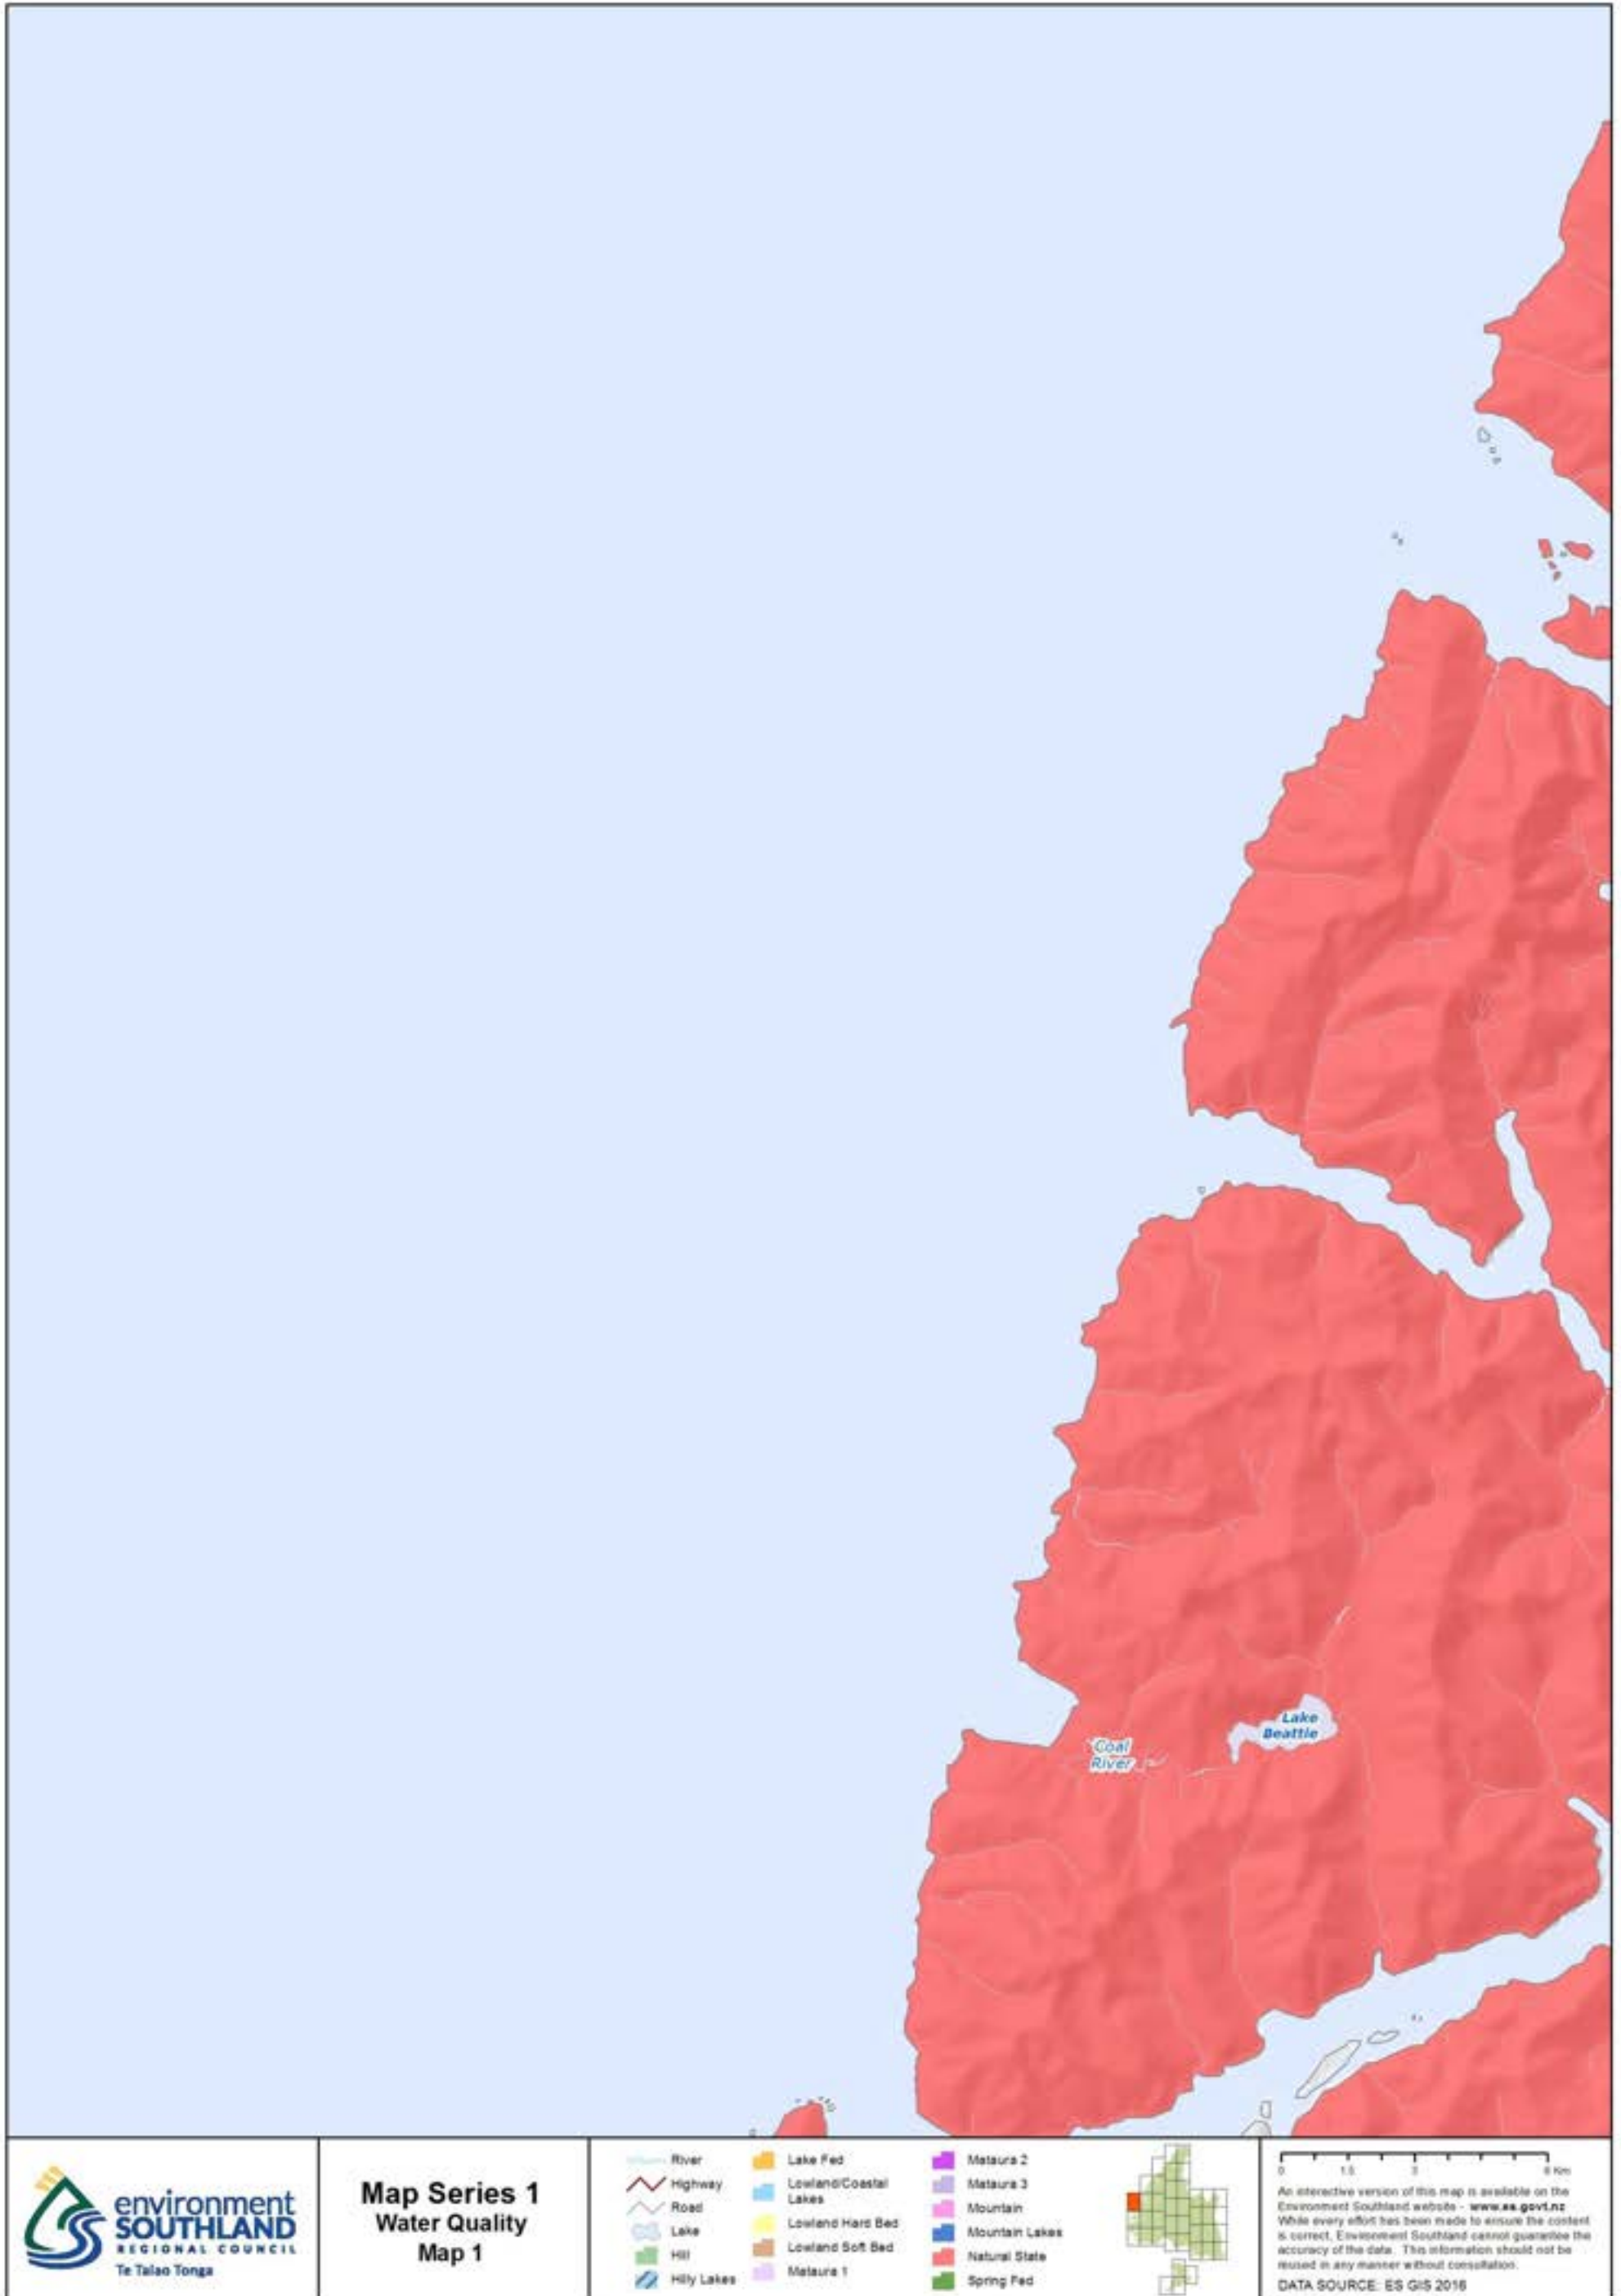 Coal
River
Lake
Beattie
environment
SOUTHLAND
REGIONAL COUNCIL
Te Taiao Tonga
Map Series 1
Water Quality
Map 1
River
Highway
Road
Lake
Hill
Hilly Lakes
Lake Fed
Lowland/Coastal
Lakes
Lowland Hard Bed
Lowland Soft Bed
Mataura 1
Mataura 2
Mataura 3
Mountain
Mountain Lakes
Natural State
Spring Fed
0 1.5 3 6 Km
An interactive version of this map is available on the
Environment Southland website - www.es.govt.nz
While every effort has been made to ensure the content
is correct, Environment Southland cannot guarantee the
accuracy of the data. This information should not be
reused in any manner without consultation.
DATA SOURCE: ES GIS 2016